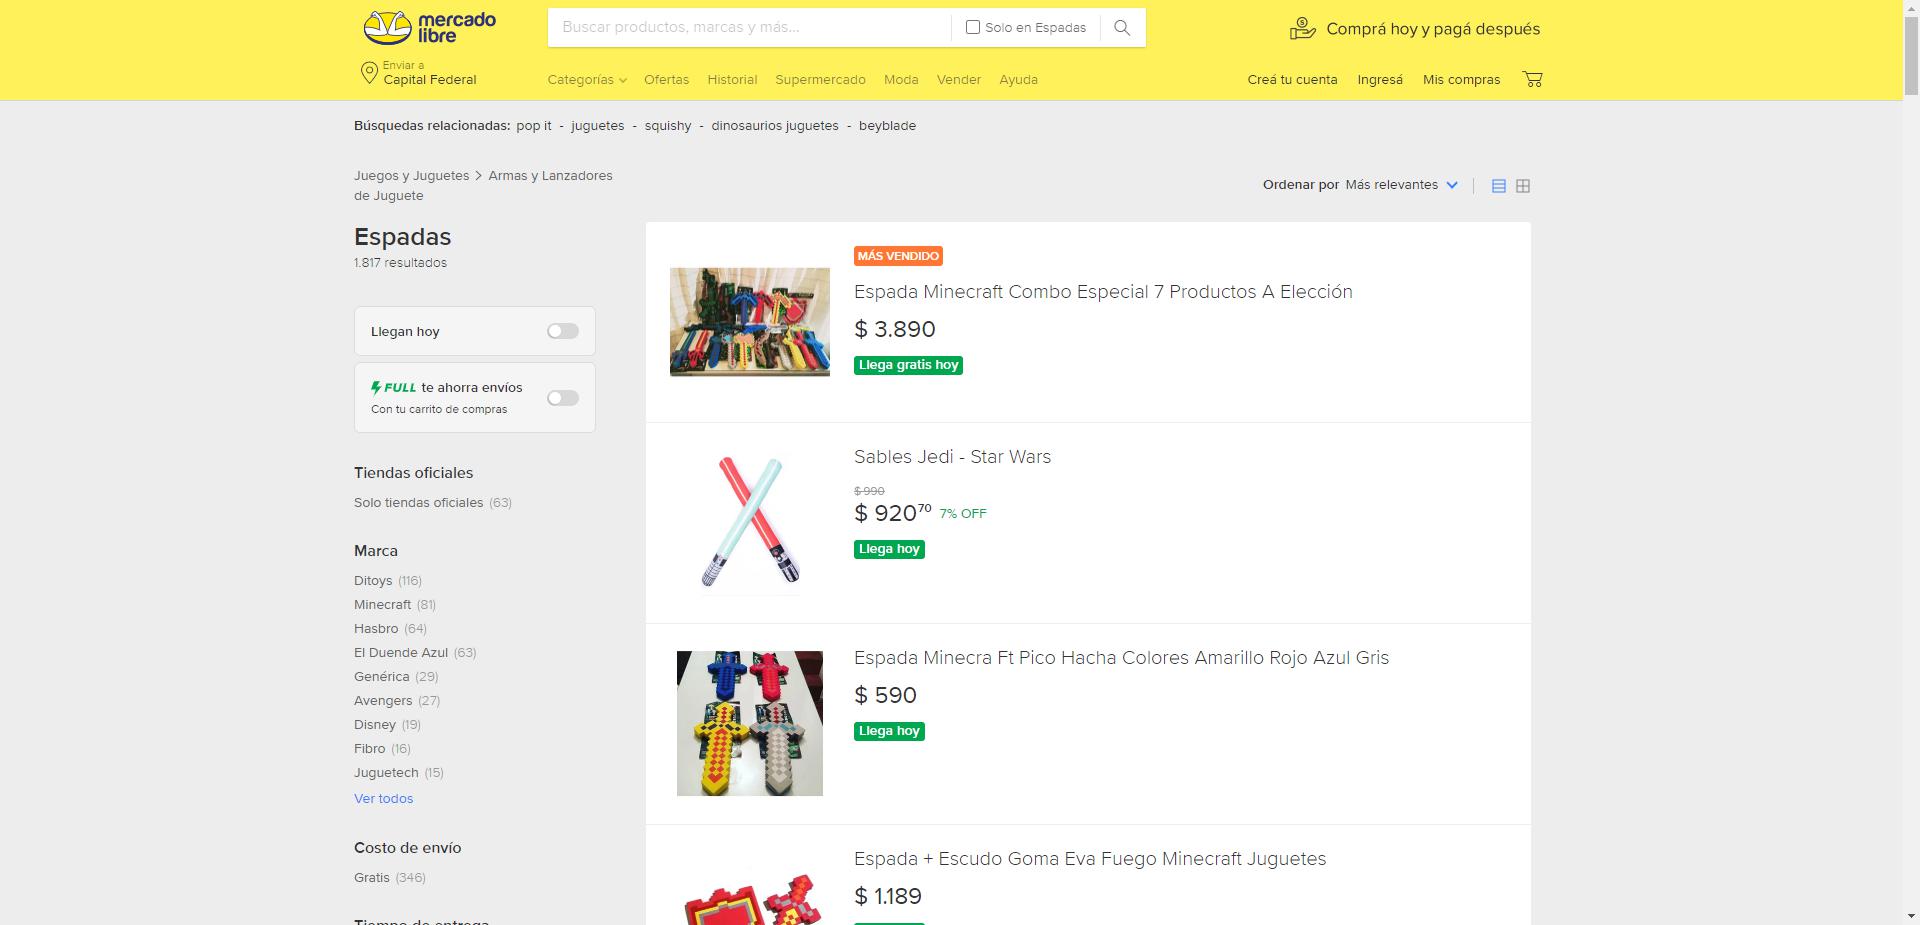 mercado
libre
Buscar productos, marcas y más...
Solo en Espadas
Comprá hoy y pagá después
Enviar a
Capital Federal
Categorías
Ofertas
Historial
Supermercado
Moda
Vender
Ayuda
Creá tu cuenta
Ingresá
Mis compras
Búsquedas relacionadas: pop it - juguetes - squishy - dinosaurios juguetes - beyblade
Juegos y Juguetes > Armas y Lanzadores
de Juguete
Ordenar por Más relevantes
Espadas
1.817 resultados
Llegan hoy
FULL te ahorra envíos
Con tu carrito de compras
Tiendas oficiales
Solo tiendas oficiales (63)
Marca
Ditoys (116)
Minecraft (81)
Hasbro (64)
El Duende Azul (63)
Genérica (29)
Avengers (27)
Disney (19)
Fibro (16)
Juguetech (15)
Ver todos
Costo de envío
Gratis (346)
Tiempo de entrega
MÁS VENDIDO
Espada Minecraft Combo Especial 7 Productos A Elección
$ 3.890
Llega gratis hoy
Sables Jedi - Star Wars
$ 990
$ 920 70 7% OFF
Llega hoy
Espada Minecra Ft Pico Hacha Colores Amarillo Rojo Azul Gris
$ 590
Llega hoy
Espada + Escudo Goma Eva Fuego Minecraft Juguetes
$ 1.189